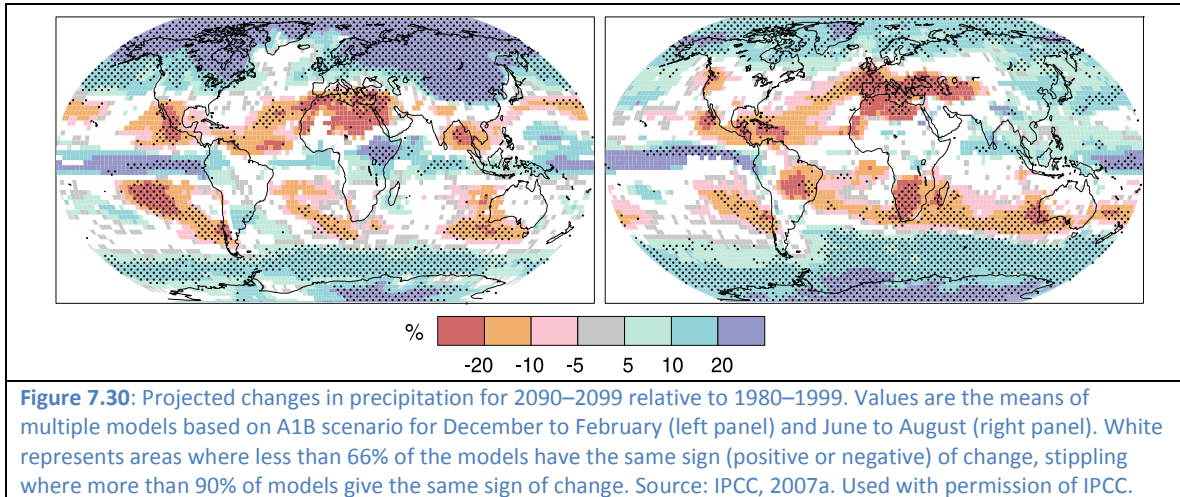 %
-20 -10 -5 5 10 20
Figure 7.30: Projected changes in precipitation for 2090–2099 relative to 1980–1999. Values are the means of
multiple models based on A1B scenario for December to February (left panel) and June to August (right panel). White
represents areas where less than 66% of the models have the same sign (positive or negative) of change, stippling
where more than 90% of models give the same sign of change. Source: IPCC, 2007a. Used with permission of IPCC.